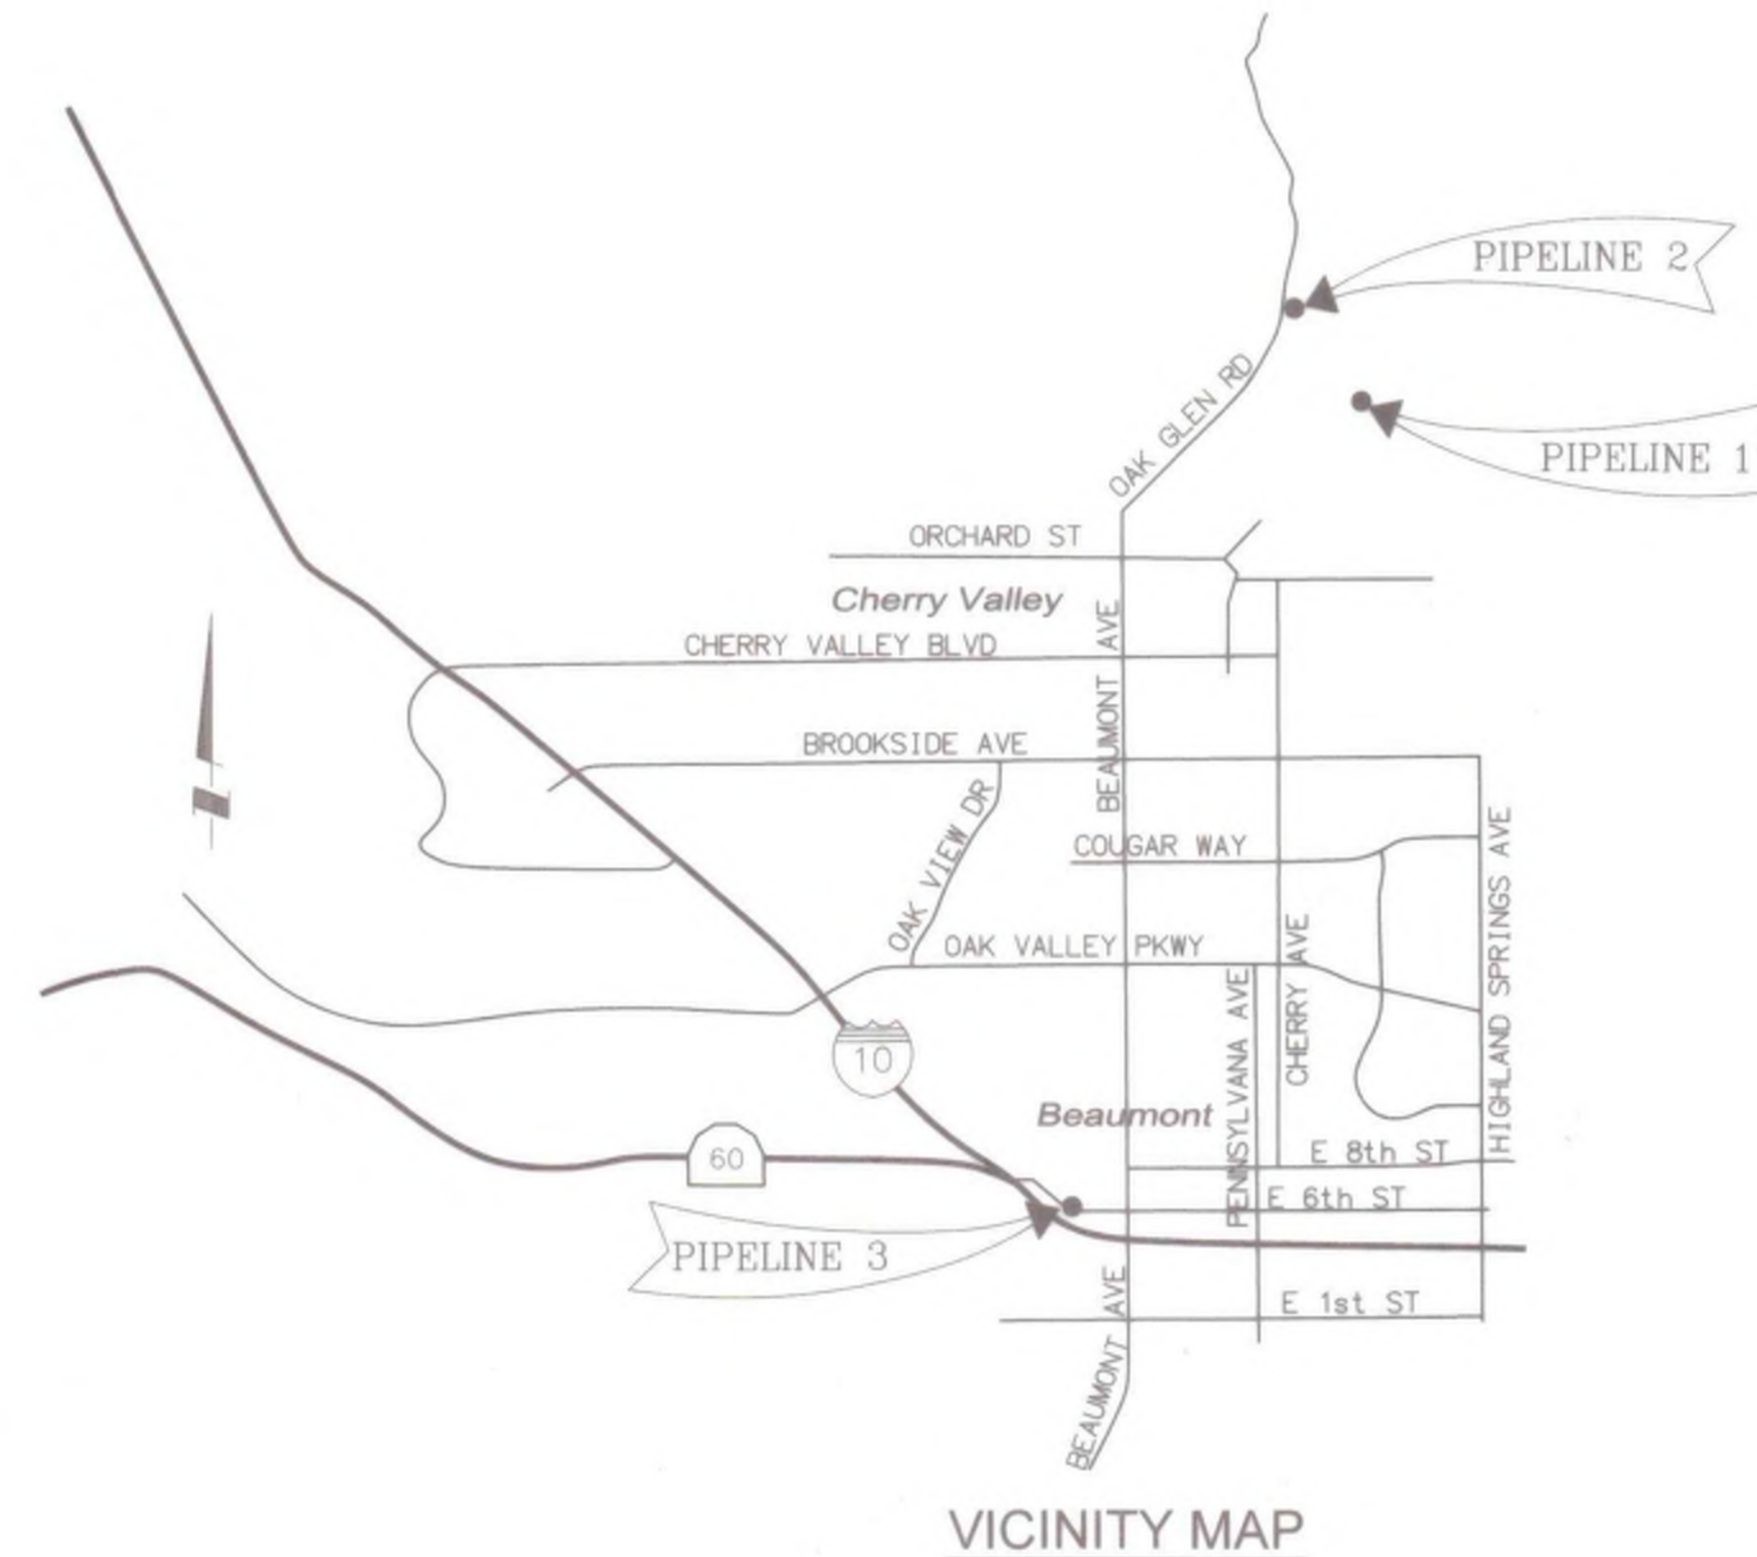 PIPELINE 2
OAK GLEN RD
PIPELINE 1
ORCHARD ST
Cherry Valley
CHERRY VALLEY BLVD
BEAUMONT AVE
BROOKSIDE AVE
OAK VIEW DR
COUGAR WAY
HIGHLAND SPRINGS AVE
OAK VALLEY PKWY
CHERRY AVE
PENNSYLVANA AVE
10
Beaumont
60
E 8th ST
E 6th ST
PIPELINE 3
E 1st ST
BEAUMONT AVE
VICINITY MAP